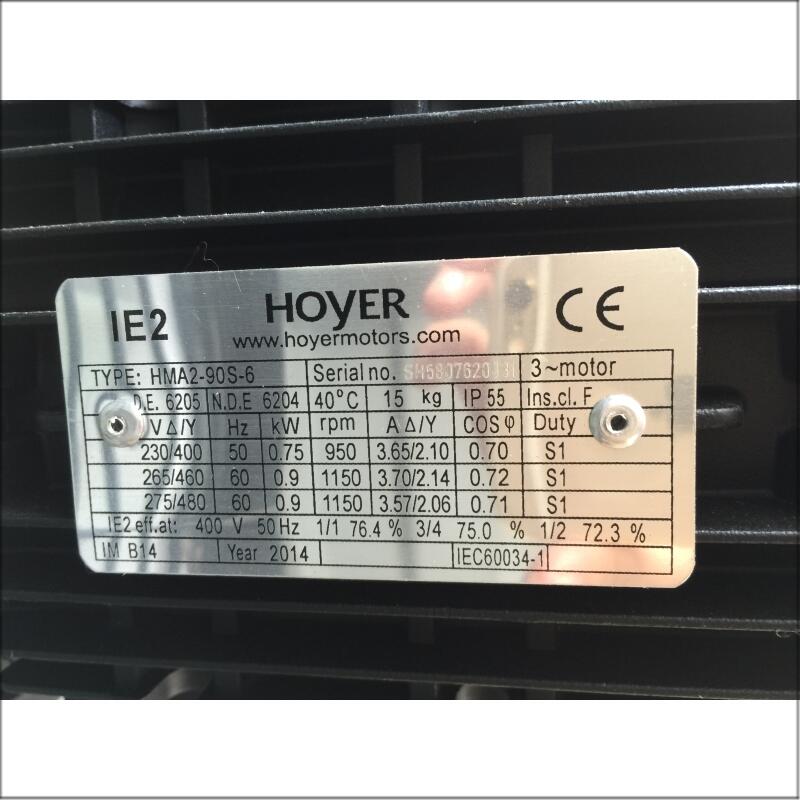 IE2 HOYER CE
www.hoyermotors.com
TYPE: HMA2-90S-6 Serial no. 3~motor
D.E. 6205 N.D.E 6204 40°C 15 kg IP 55 Ins.cl. F
V Δ/Y Hz kW rpm A Δ/Y COS φ Duty
230/400 50 0.75 950 3.65/2.10 0.70 S1
265/460 60 0.9 1150 3.70/2.14 0.72 S1
275/480 60 0.9 1150 3.57/2.06 0.71 S1
IE2 eff.at: 400 V 50 Hz 1/1 76.4 % 3/4 75.0 % 1/2 72.3 %
IM B14 Year 2014 IEC60034-1